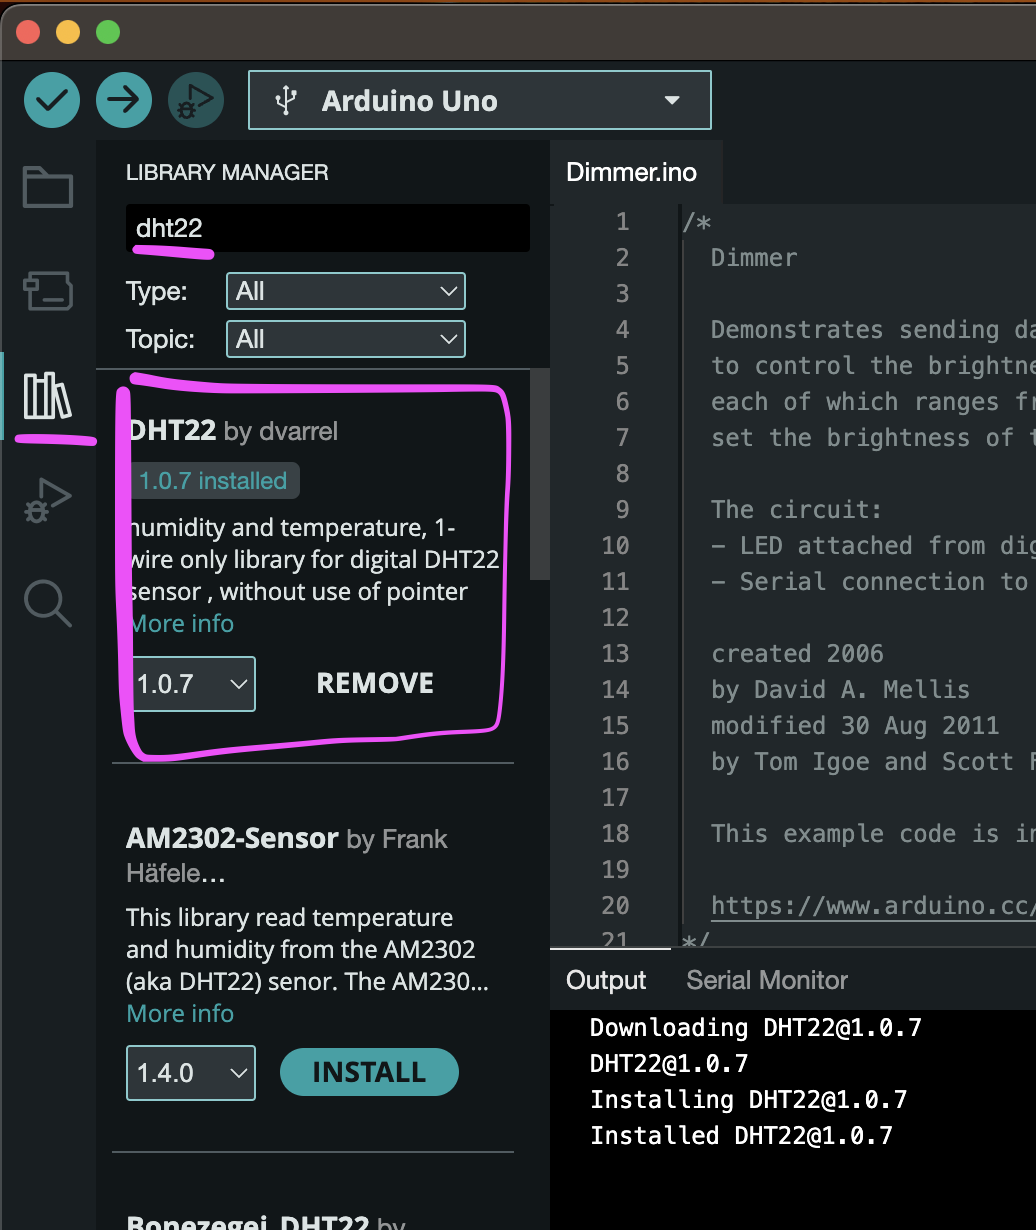 Arduino Uno
LIBRARY MANAGER
dht22
Type: All
Topic: All
DHT22 by dvarrel
1.0.7 installed
humidity and temperature, 1-
wire only library for digital DHT22
sensor , without use of pointer
More info
1.0.7 REMOVE
AM2302-Sensor by Frank
Häfele...
This library read temperature
and humidity from the AM2302
(aka DHT22) senor. The AM230...
More info
1.4.0 INSTALL
Bonezegei_DHT22 by
Dimmer.ino
1 /*
2 Dimmer
3
4 Demonstrates sending da
5 to control the brightne
6 each of which ranges fr
7 set the brightness of t
8
9 The circuit:
10 - LED attached from dig
11 - Serial connection to
12
13 created 2006
14 by David A. Mellis
15 modified 30 Aug 2011
16 by Tom Igoe and Scott F
17
18 This example code is in
19
20 https://www.arduino.cc/
21 */
Output Serial Monitor
Downloading DHT22@1.0.7
DHT22@1.0.7
Installing DHT22@1.0.7
Installed DHT22@1.0.7